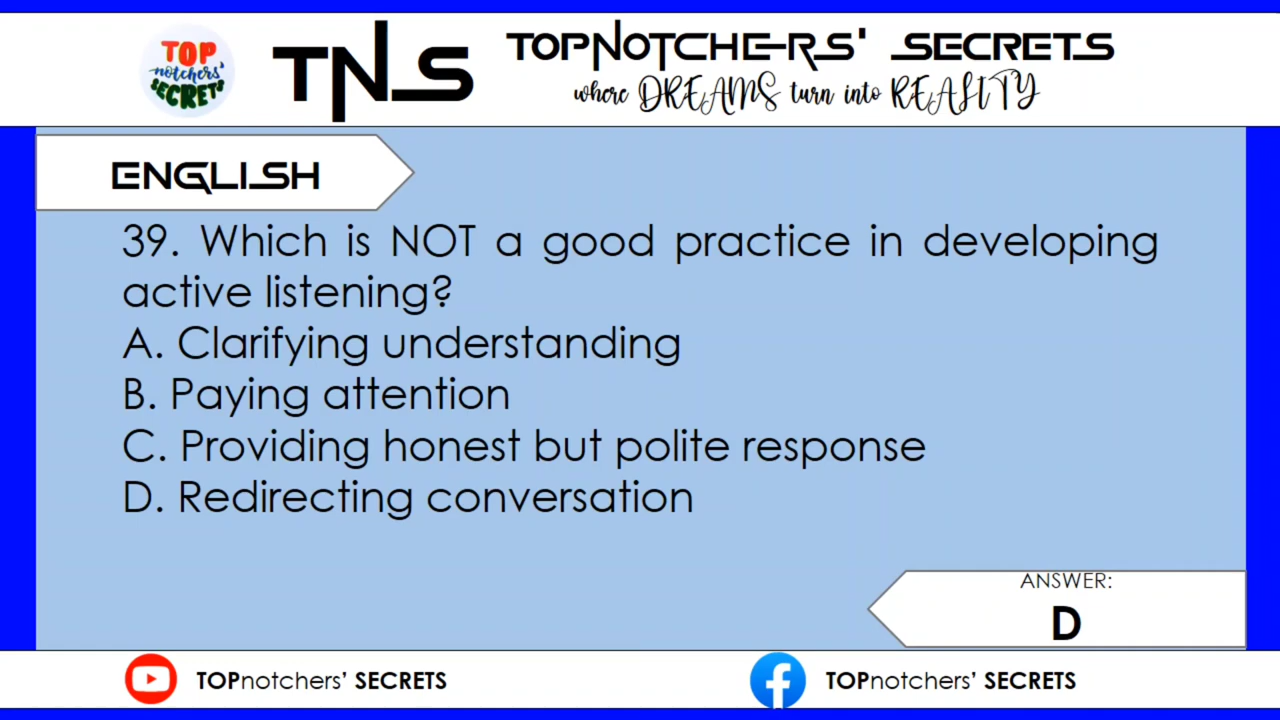 TOP
notchers'
SECRETS
TNS
TOPNOTCHERS' SECRETS
where DREAMS turn into REALITY
ENGLISH
39. Which is NOT a good practice in developing
active listening?
A. Clarifying understanding
B. Paying attention
C. Providing honest but polite response
D. Redirecting conversation
ANSWER:
D
TOPnotchers' SECRETS
TOPnotchers' SECRETS